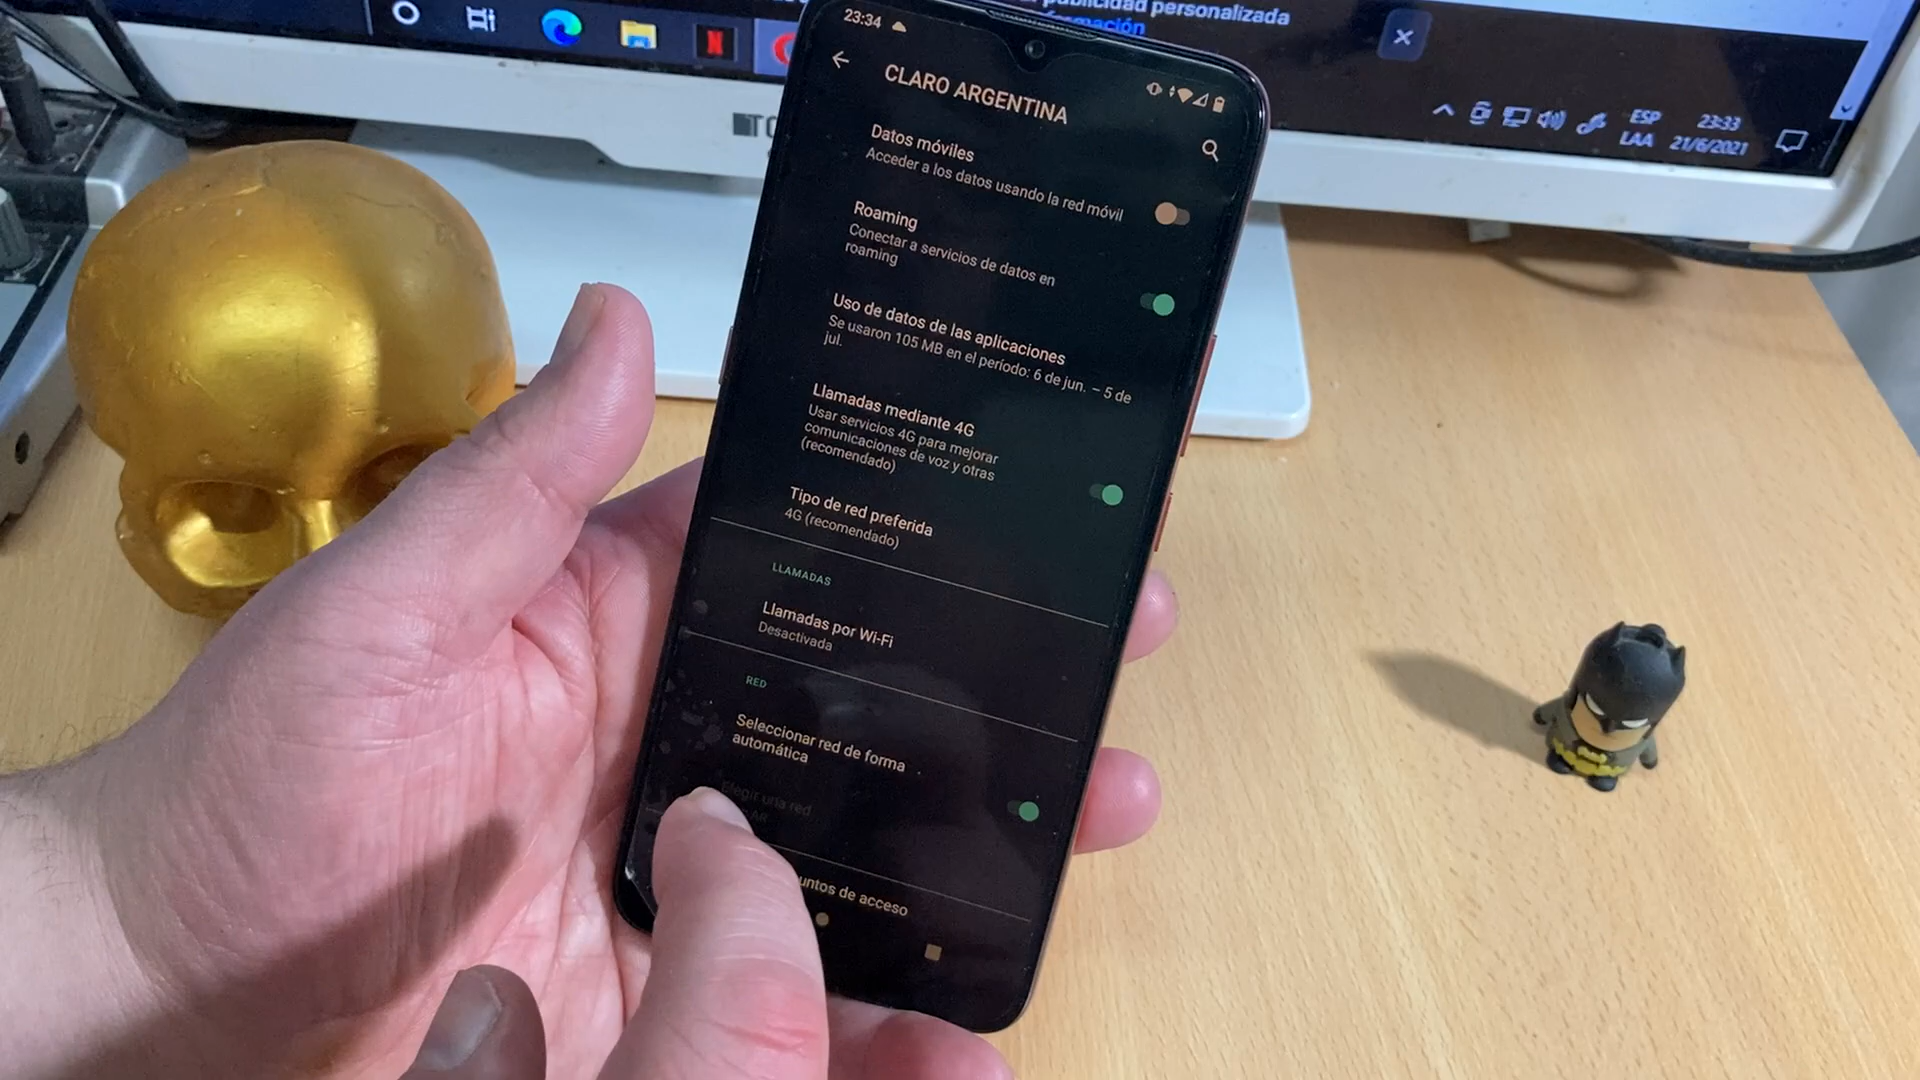 publicidad personalizada
23:34
CLARO ARGENTINA
Datos móviles
Acceder a los datos usando la red móvil
Roaming
Conectar a servicios de datos en
roaming
Uso de datos de las aplicaciones
Se usaron 105 MB en el período: 6 de jun. – 5 de
jul.
Llamadas mediante 4G
Usar servicios 4G para mejorar
comunicaciones de voz y otras
(recomendado)
Tipo de red preferida
4G (recomendado)
LLAMADAS
Llamadas por Wi-Fi
Desactivada
RED
Seleccionar red de forma
automática
Elegir una red
AR
de acceso
ESP
LAA
23:33
21/6/2021